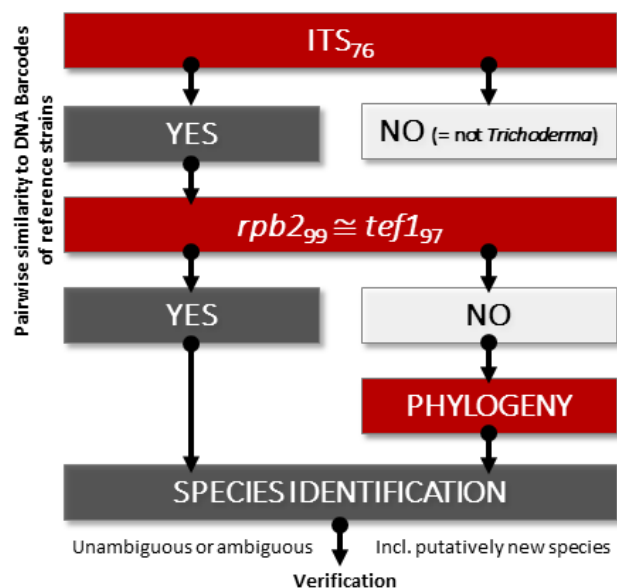 Pairwise similarity to DNA Barcodes
of reference strains
ITS₇₆
YES
NO (= not Trichoderma)
rpb2₉₉ ≅ tef1₉₇
YES
NO
PHYLOGENY
SPECIES IDENTIFICATION
Unambiguous or ambiguous
Incl. putatively new species
Verification